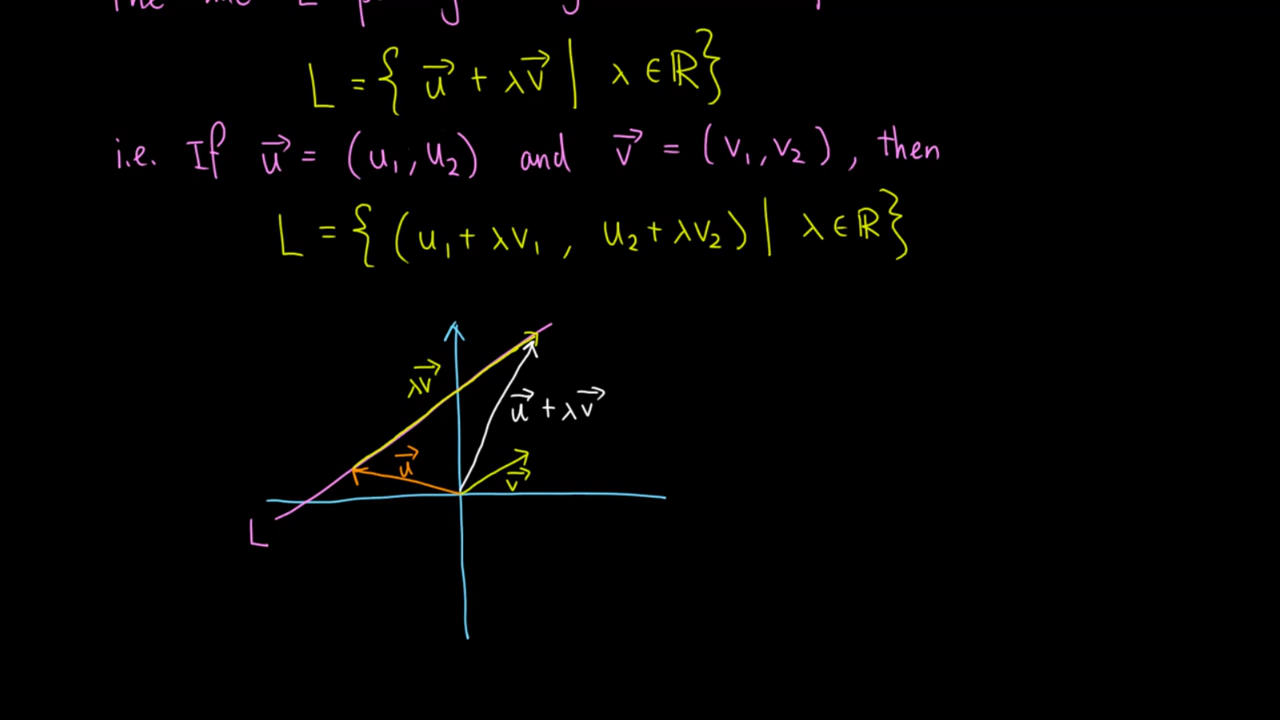 L = { u⃗ + λv⃗ | λ ∈ ℝ }
i.e. If u⃗ = (u₁, u₂) and v⃗ = (v₁, v₂), then
L = { (u₁ + λv₁ , u₂ + λv₂) | λ ∈ ℝ }
λv⃗
u⃗ + λv⃗
u⃗
v⃗
L